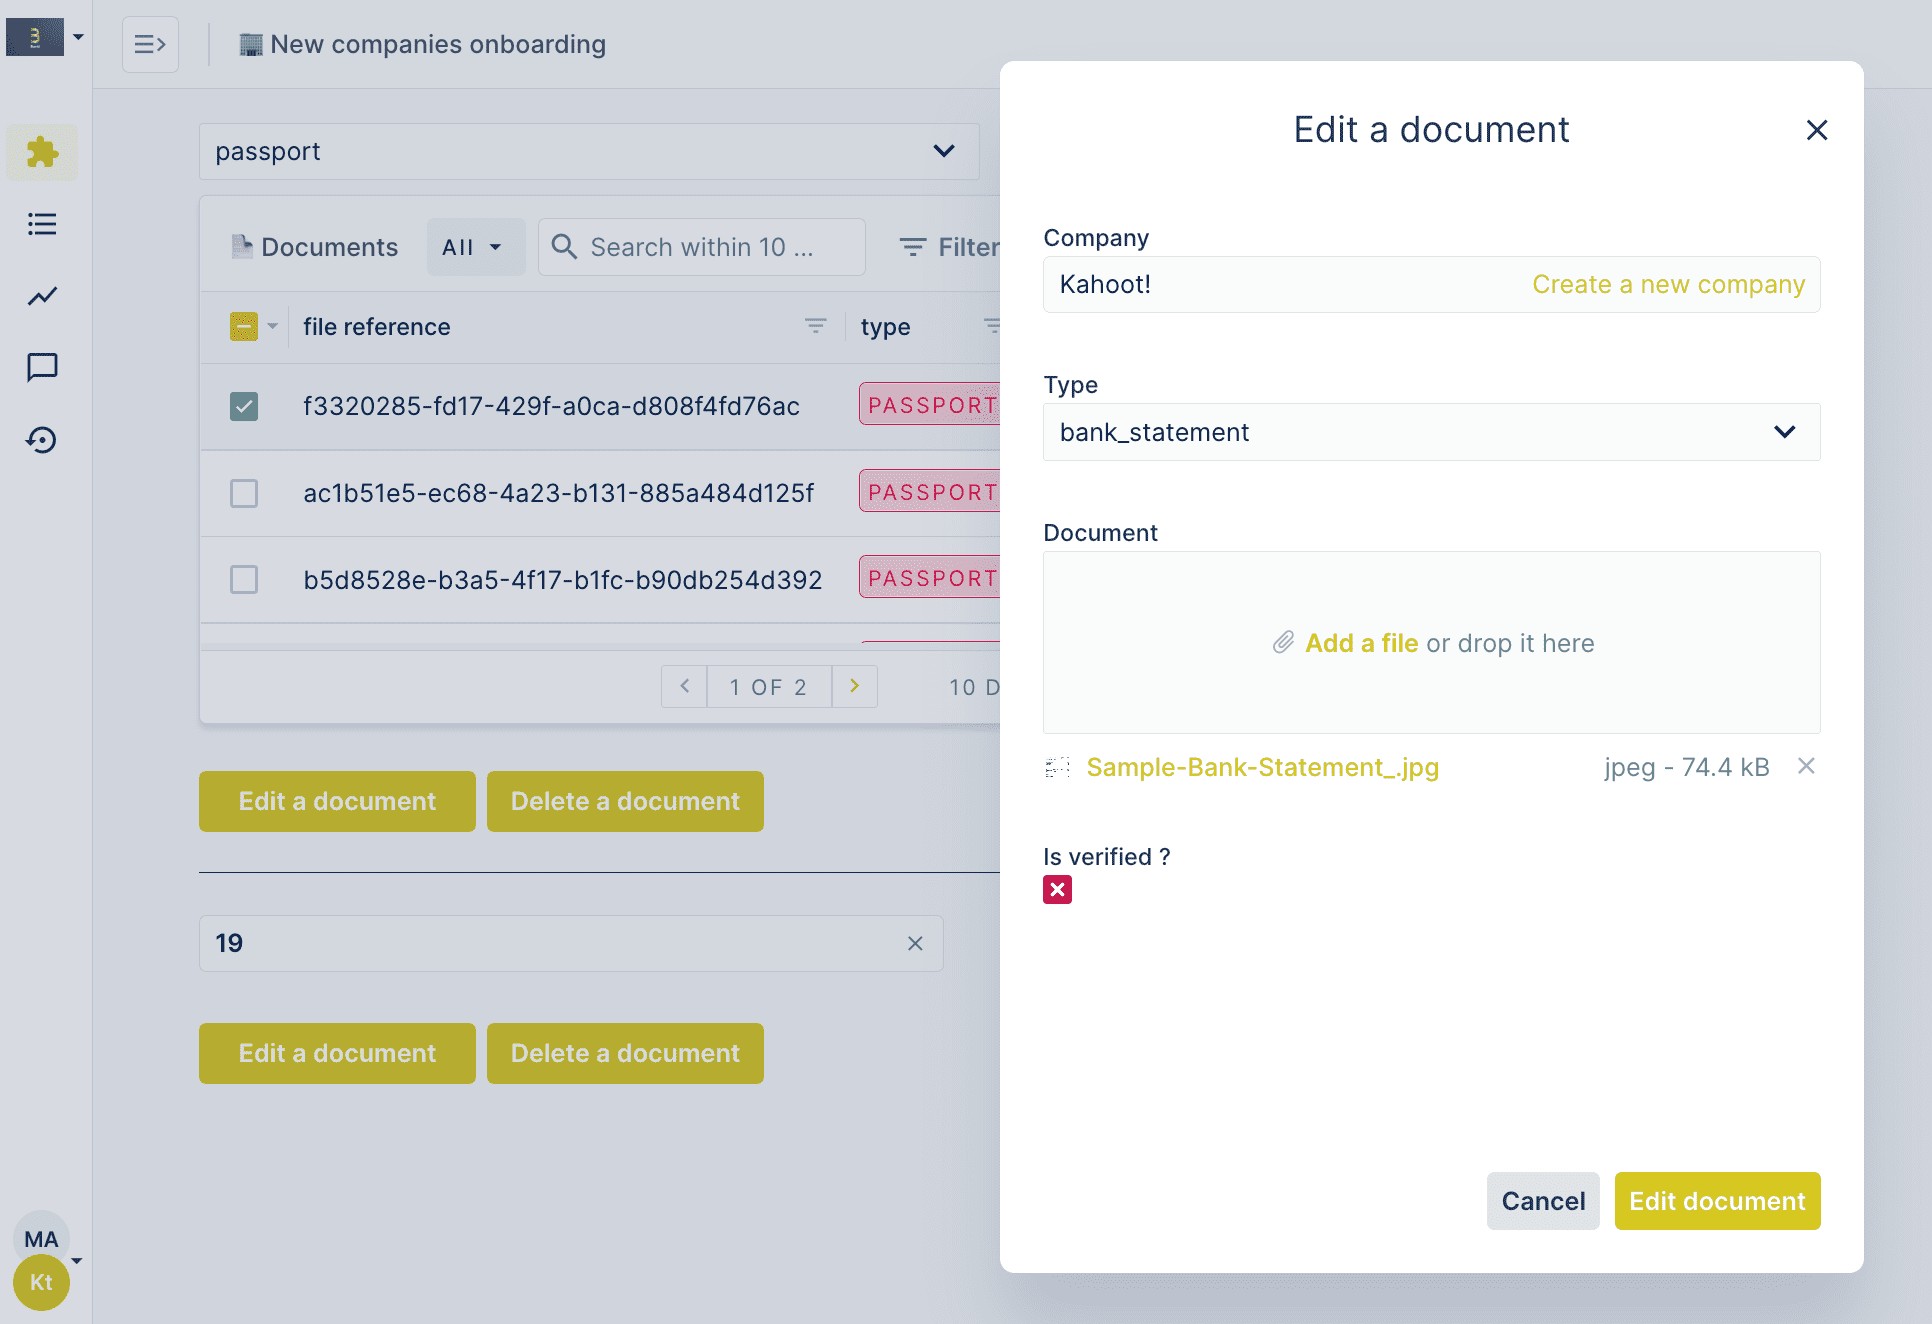 New companies onboarding
passport
Documents
All
Search within 10 ...
Filter
file reference
type
f3320285-fd17-429f-a0ca-d808f4fd76ac
PASSPORT
ac1b51e5-ec68-4a23-b131-885a484d125f
PASSPORT
b5d8528e-b3a5-4f17-b1fc-b90db254d392
PASSPORT
1 OF 2
10 D
Edit a document
Delete a document
19
Edit a document
Delete a document
MA
Kt
Edit a document
Company
Kahoot!
Create a new company
Type
bank_statement
Document
Add a file or drop it here
Sample-Bank-Statement_.jpg
jpeg - 74.4 kB
Is verified ?
Cancel
Edit document